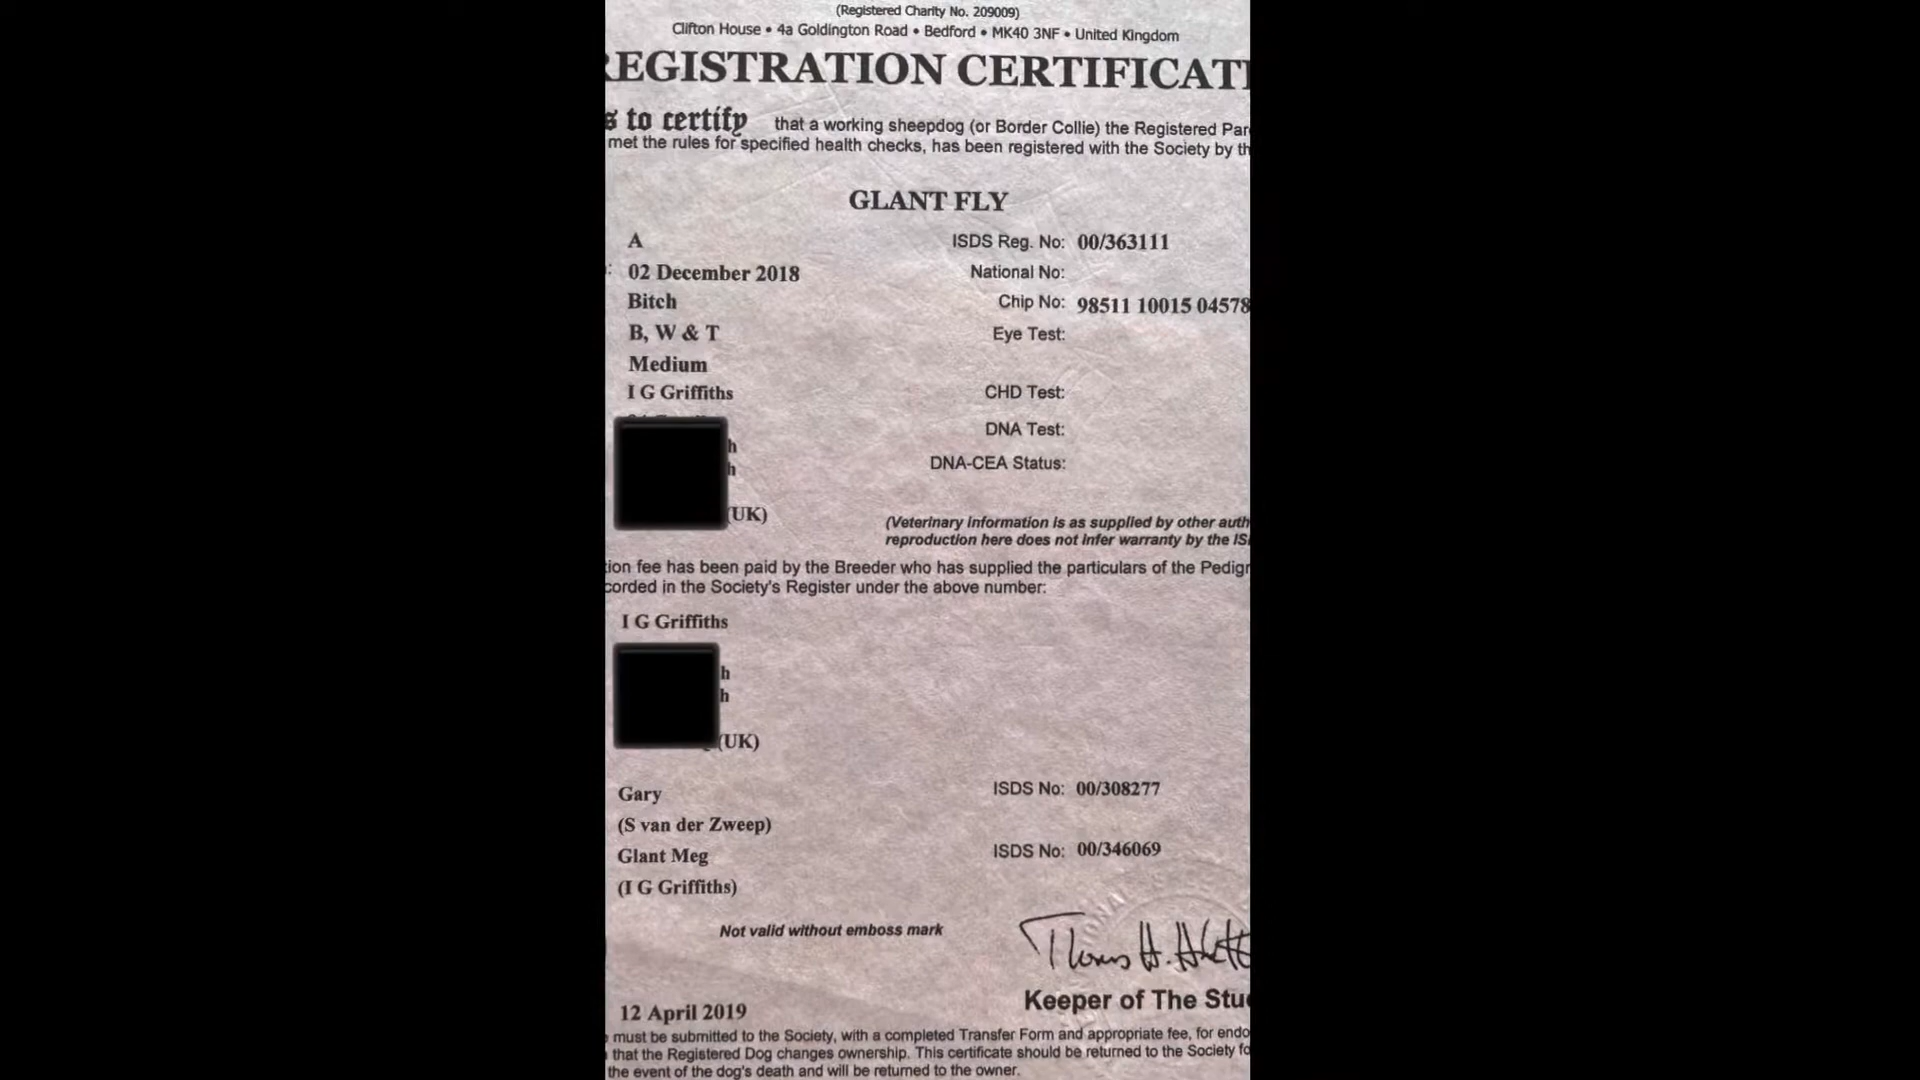 (Registered Charity No. 209009)
Clifton House • 4a Goldington Road • Bedford • MK40 3NF • United Kingdom
REGISTRATION CERTIFICAT
s to certify that a working sheepdog (or Border Collie) the Registered Par
met the rules for specified health checks, has been registered with the Society by th
GLANT FLY
A ISDS Reg. No: 00/363111
: 02 December 2018 National No:
Bitch Chip No: 98511 10015 04578
B, W & T Eye Test:
Medium
I G Griffiths CHD Test:
DNA Test:
h
h DNA-CEA Status:
(UK)
(Veterinary information is as supplied by other auth
reproduction here does not infer warranty by the IS
ion fee has been paid by the Breeder who has supplied the particulars of the Pedigr
corded in the Society's Register under the above number:
I G Griffiths
h
h
(UK)
Gary ISDS No: 00/308277
(S van der Zweep)
Glant Meg ISDS No: 00/346069
(I G Griffiths)
Not valid without emboss mark
Keeper of The Stu
12 April 2019
must be submitted to the Society, with a completed Transfer Form and appropriate fee, for endo
that the Registered Dog changes ownership. This certificate should be returned to the Society fo
the event of the dog's death and will be returned to the owner.